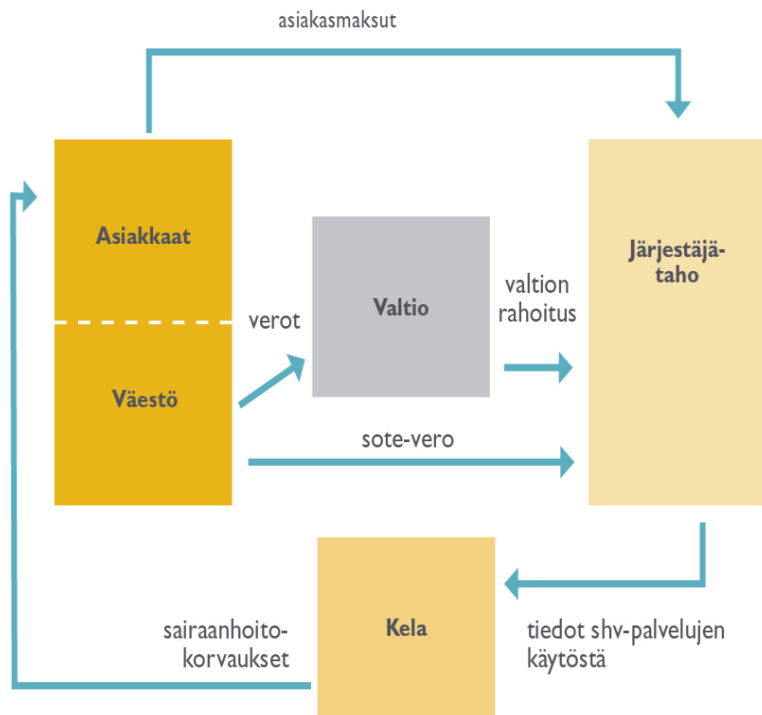 asiakasmaksut
Asiakkaat
Järjestäjä-
taho
Valtio
valtion
rahoitus
verot
Väestö
sote-vero
Kela
sairaanhoito-
korvaukset
tiedot shv-palvelujen
käytöstä